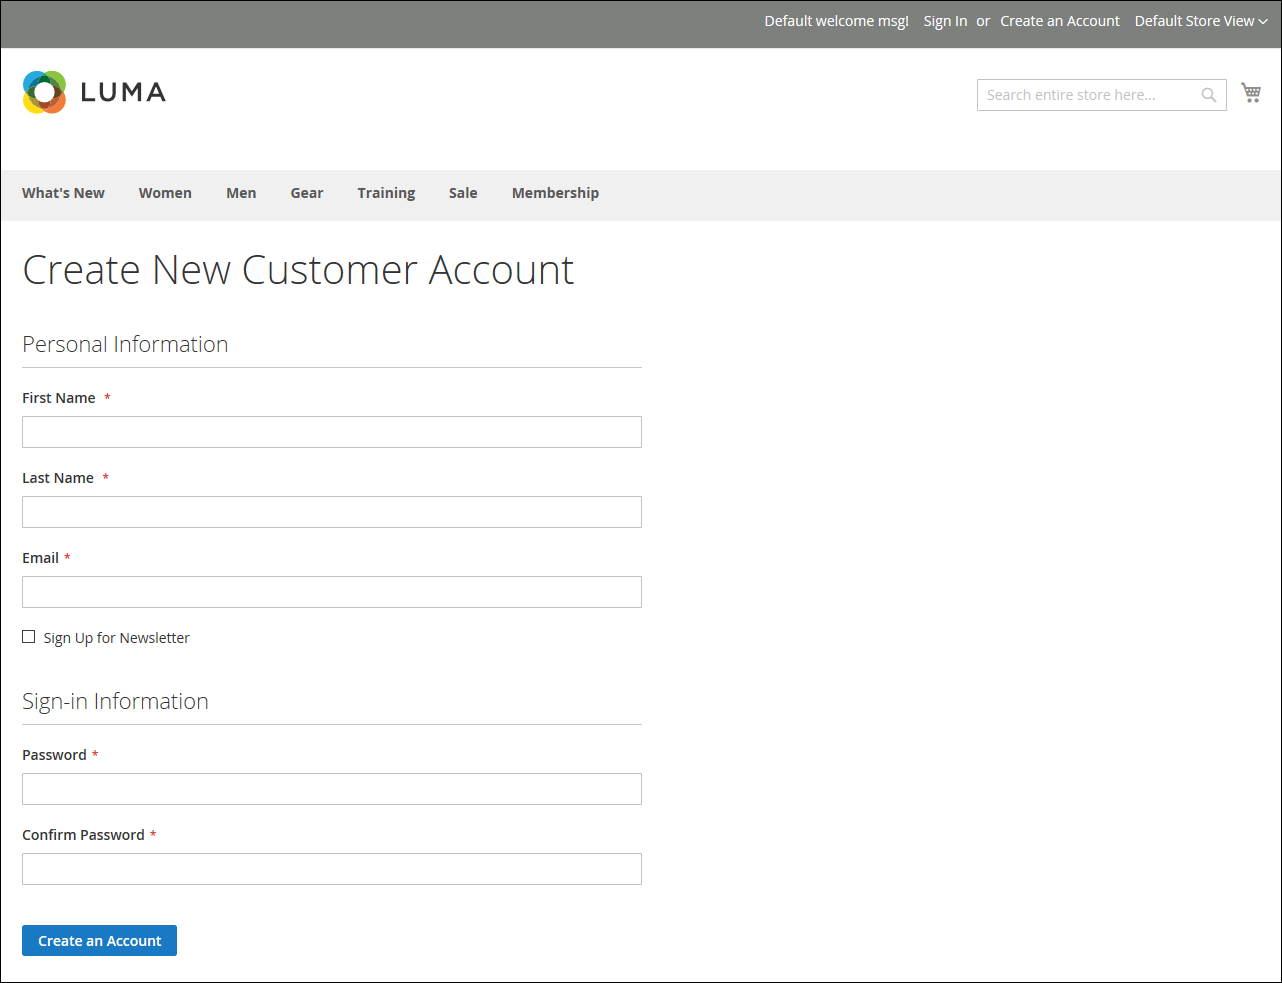 Default welcome msg! Sign In or Create an Account Default Store View
LUMA
Search entire store here...
What's New Women Men Gear Training Sale Membership
Create New Customer Account
Personal Information
First Name *
Last Name *
Email *
Sign Up for Newsletter
Sign-in Information
Password *
Confirm Password *
Create an Account